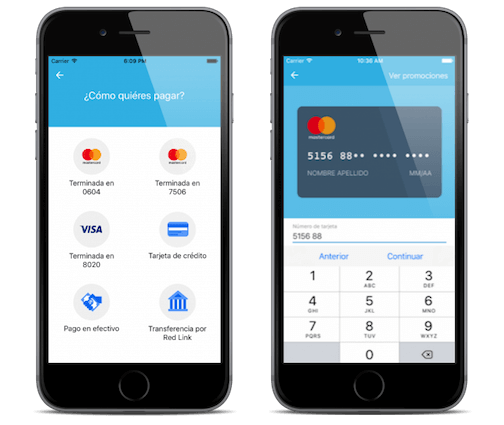 Carrier
6:09 PM
¿Cómo quiéres pagar?
mastercard
mastercard
Terminada en
0604
Terminada en
7506
VISA
Terminada en
8020
Tarjeta de crédito
Pago en efectivo
Transferencia por
Red Link
Carrier
10:36 AM
Ver promociones
mastercard
5156 88•• •••• ••••
NOMBRE APELLIDO
MM/AA
Número de tarjeta
5156 88
Anterior
Continuar
1
2
ABC
3
DEF
4
GHI
5
JKL
6
MNO
7
PQRS
8
TUV
9
WXYZ
0